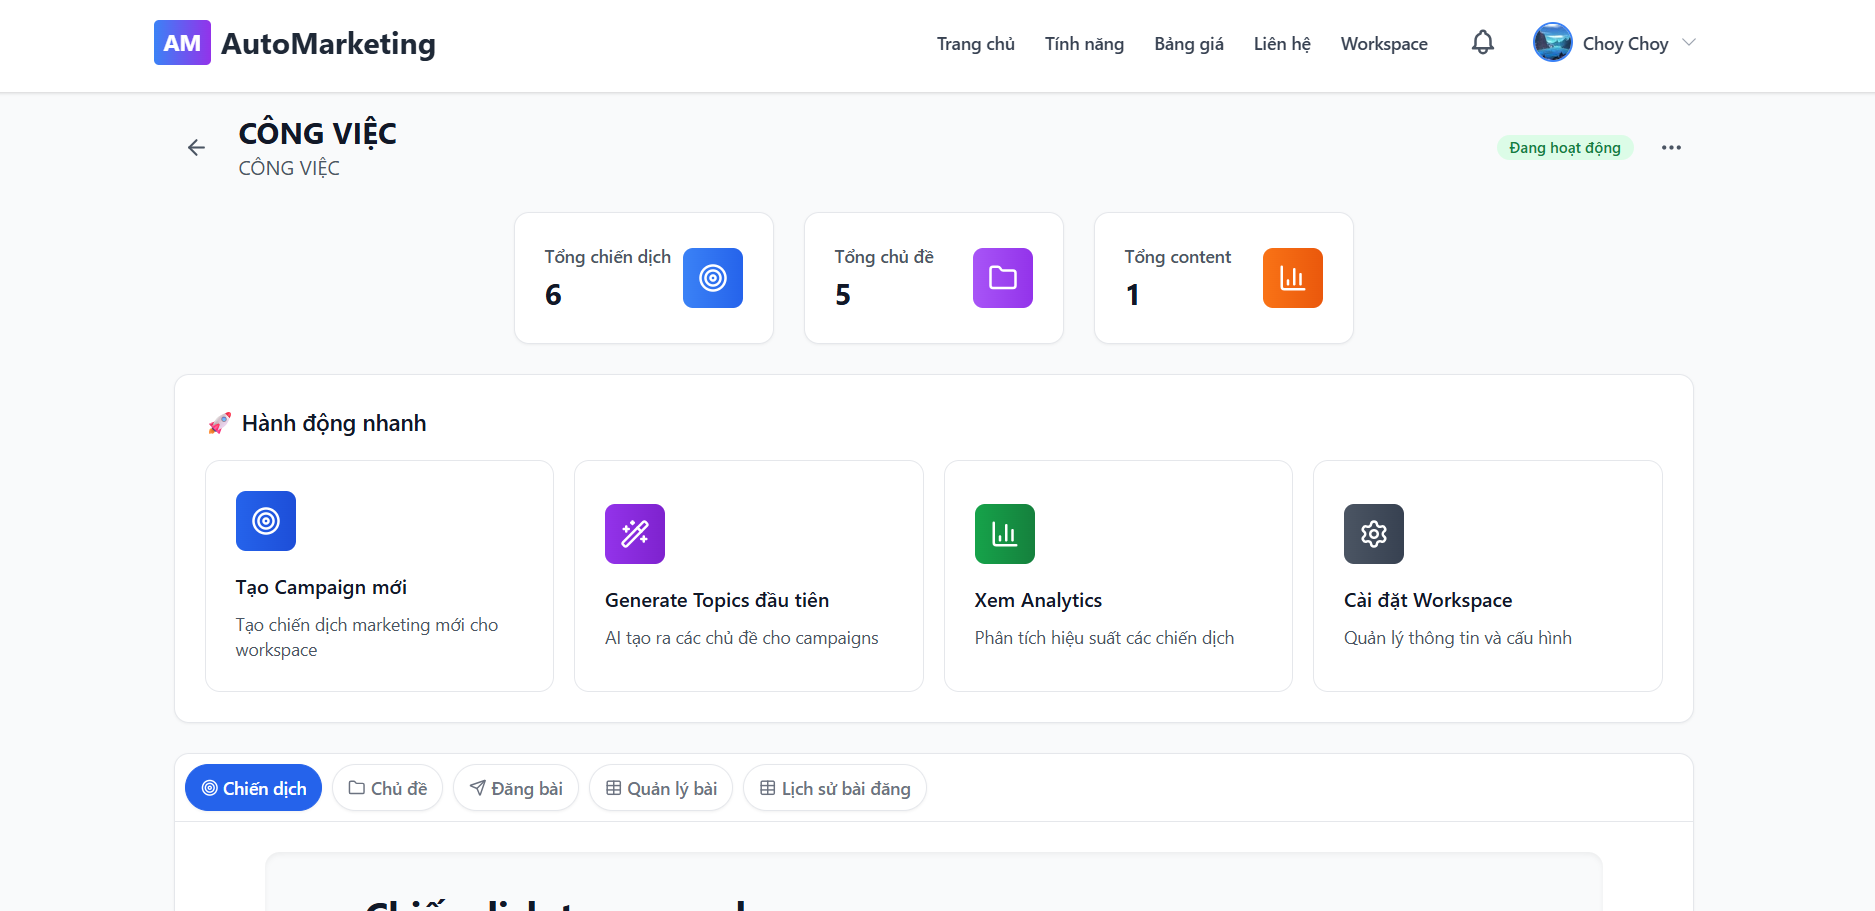 AM AutoMarketing
Trang chủ Tính năng Bảng giá Liên hệ Workspace Choy Choy
CÔNG VIỆC
CÔNG VIỆC
Đang hoạt động
Tổng chiến dịch
6
Tổng chủ đề
5
Tổng content
1
Hành động nhanh
Tạo Campaign mới
Tạo chiến dịch marketing mới cho
workspace
Generate Topics đầu tiên
AI tạo ra các chủ đề cho campaigns
Xem Analytics
Phân tích hiệu suất các chiến dịch
Cài đặt Workspace
Quản lý thông tin và cấu hình
Chiến dịch Chủ đề Đăng bài Quản lý bài Lịch sử bài đăng